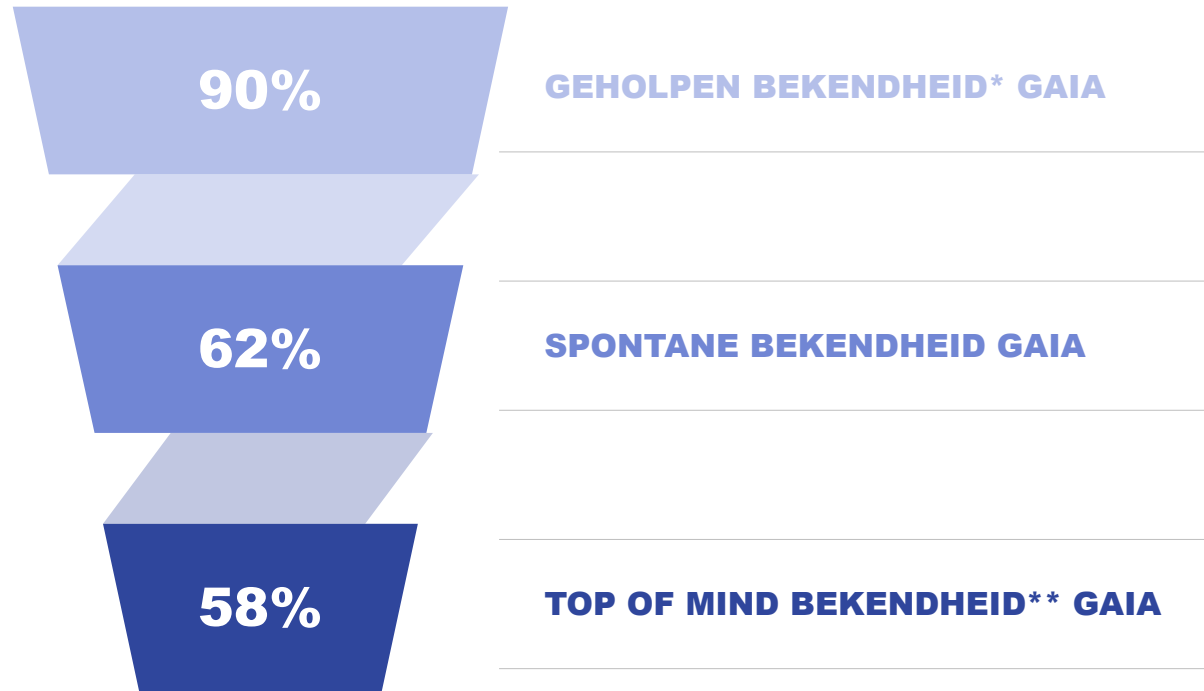 90%
GEHOLPEN BEKENDHEID* GAIA
62%
SPONTANE BEKENDHEID GAIA
58%
TOP OF MIND BEKENDHEID** GAIA